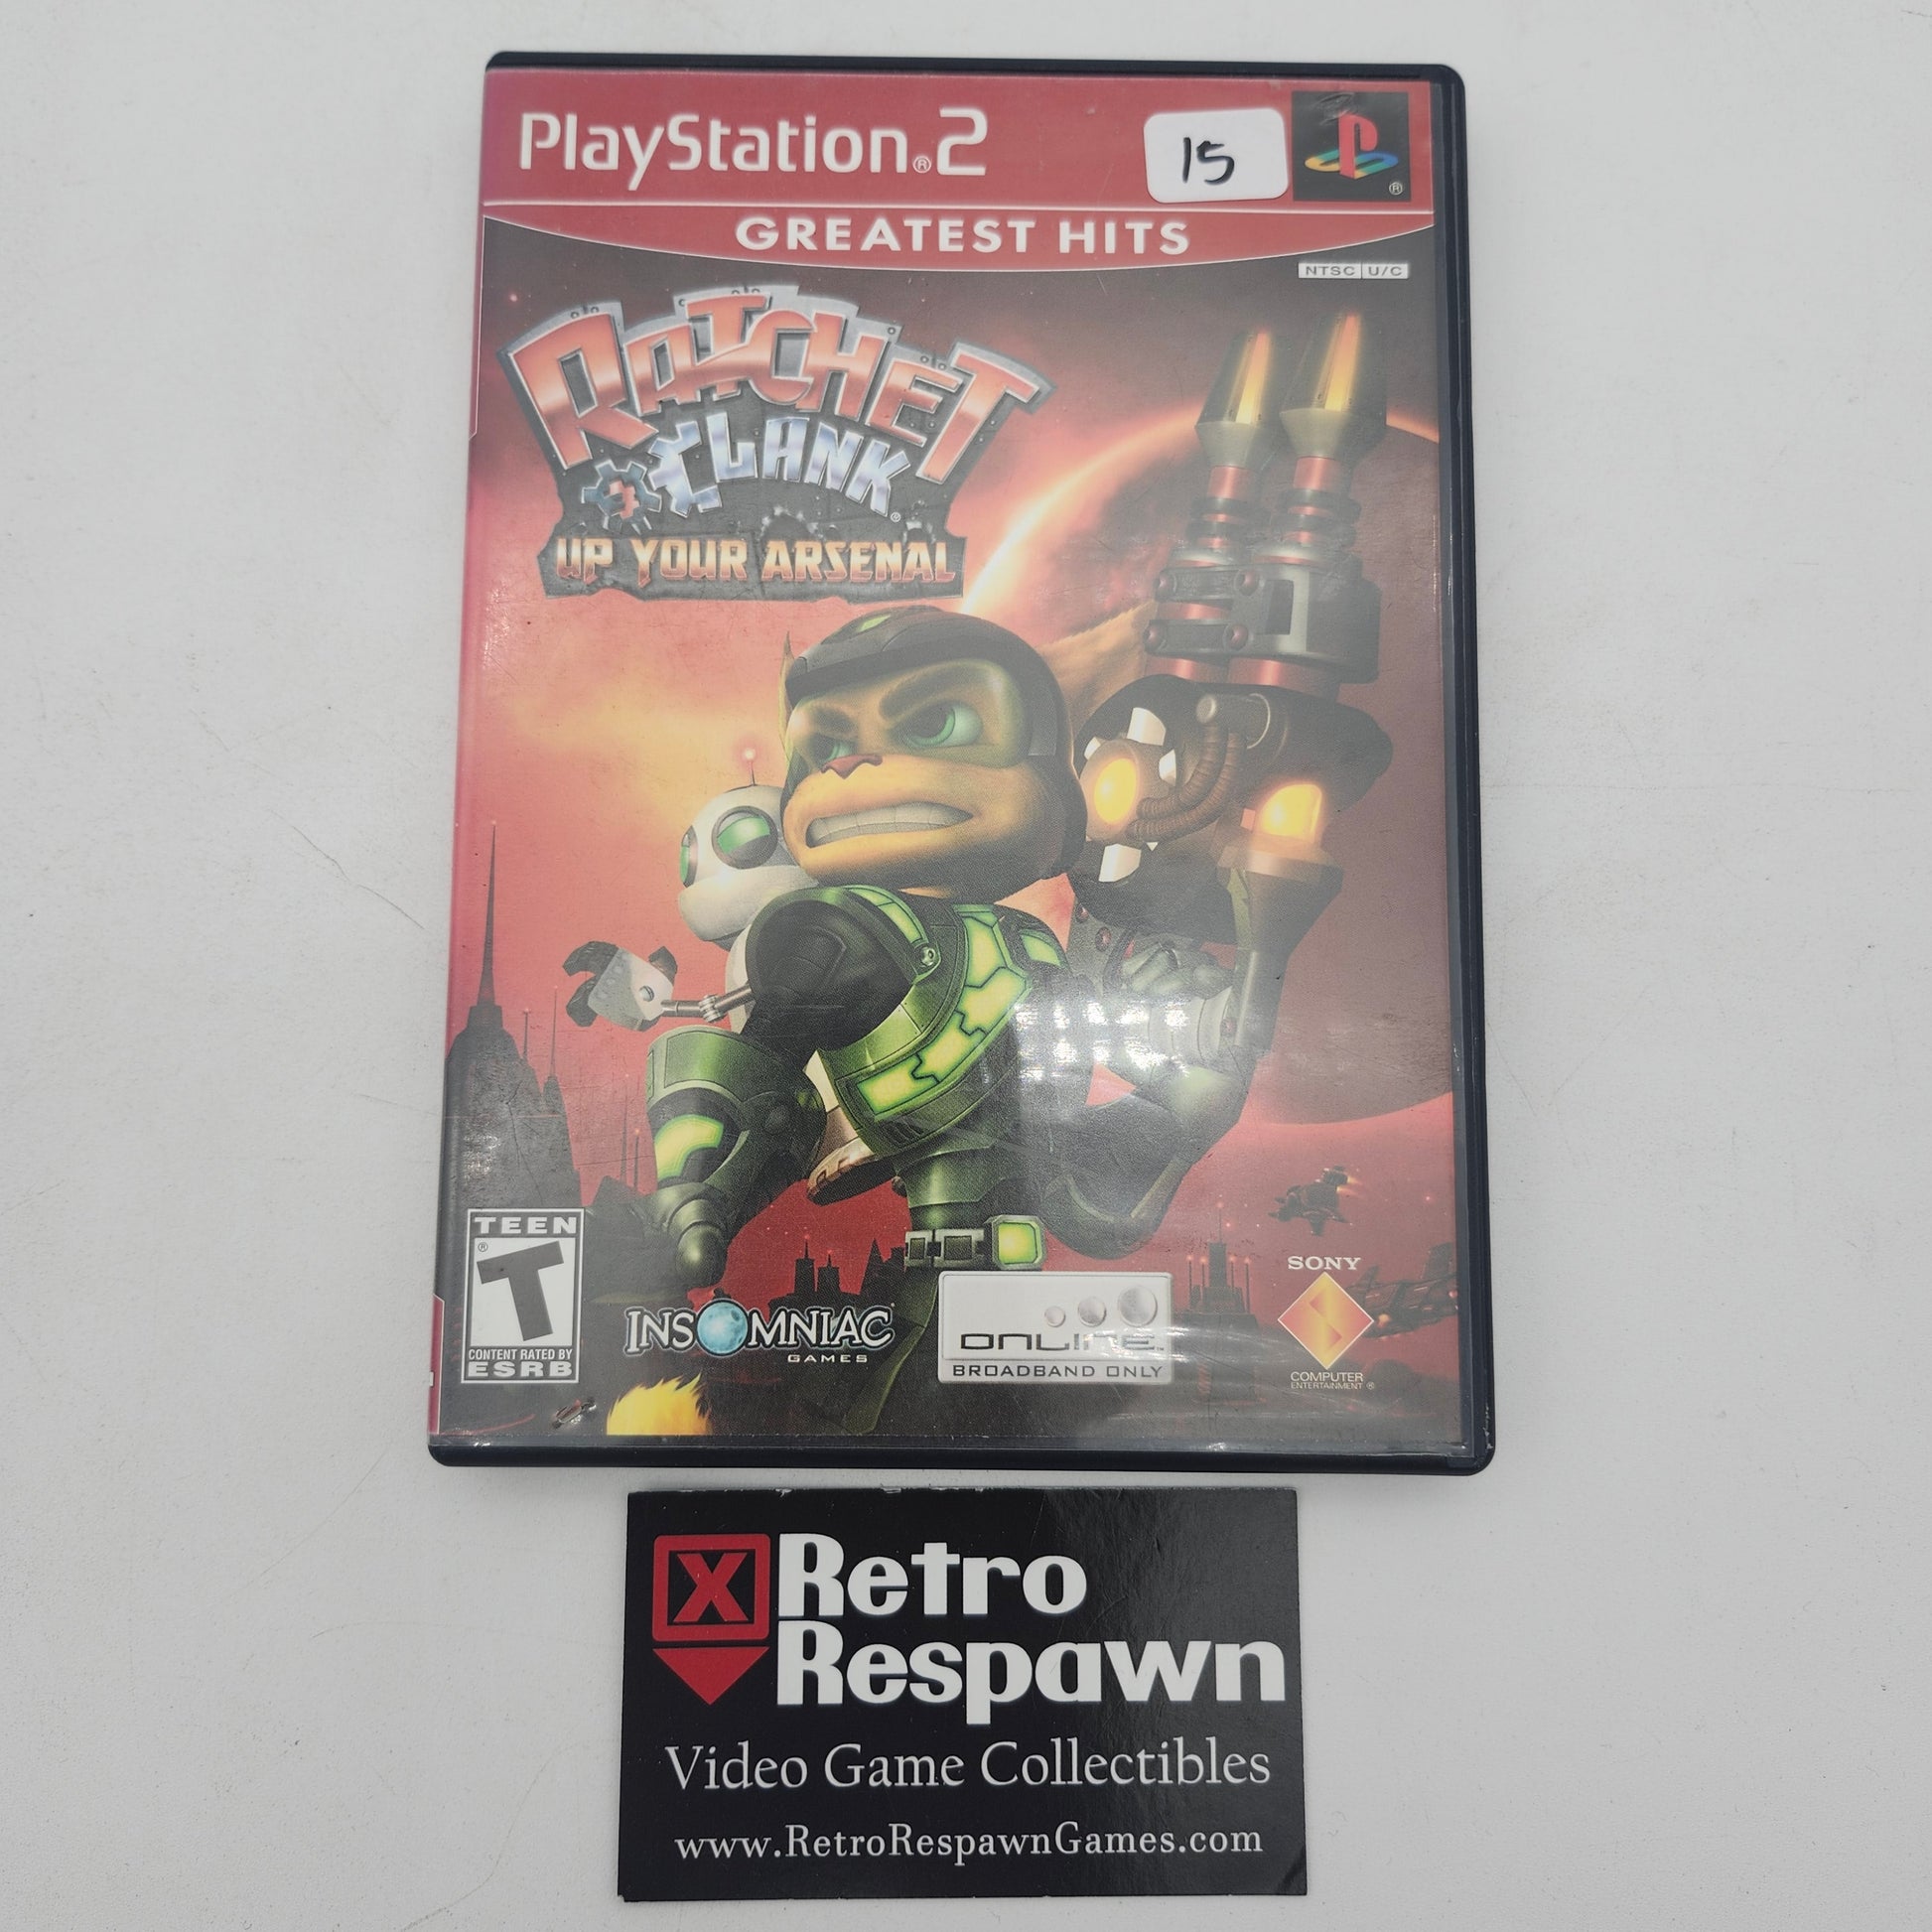 PlayStation®2
15
®
GREATEST HITS
NTSC U/C
RATCHET
CLANK®
UP YOUR ARSENAL
TEEN
®
T
CONTENT RATED BY
ESRB
INSOMNIAC
GAMES
ONLINE
BROADBAND ONLY
SONY
COMPUTER
ENTERTAINMENT®
X
Retro
Respawn
Video Game Collectibles
www.RetroRespawnGames.com